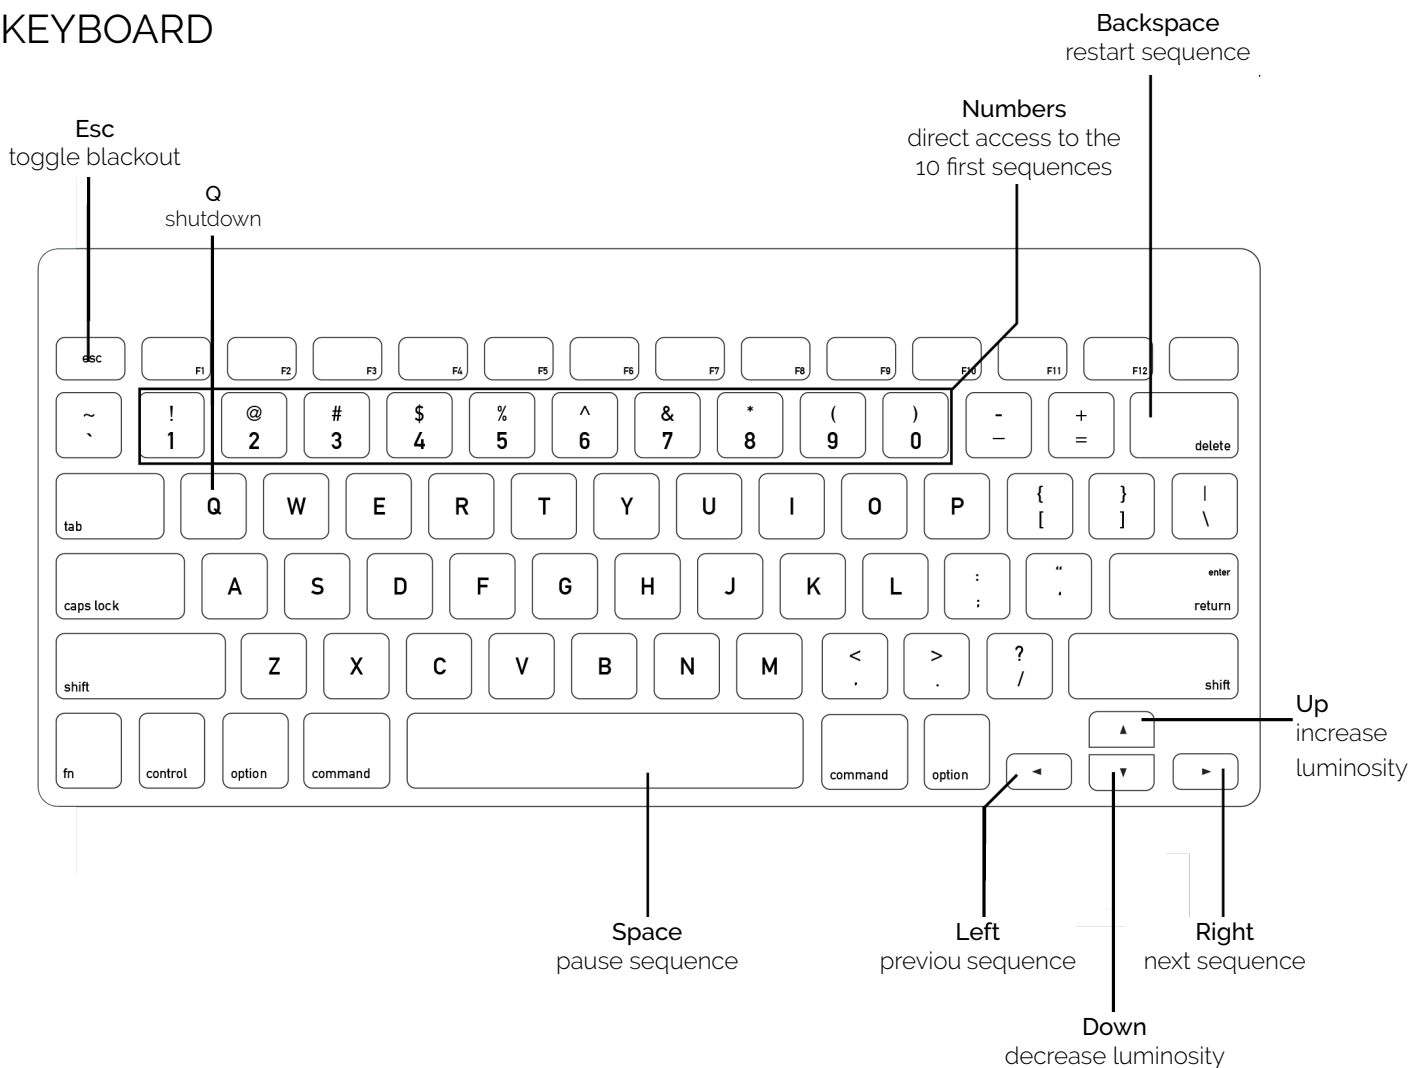 KEYBOARD
Backspace
restart sequence
Numbers
direct access to the
10 first sequences
Esc
toggle blackout
Q
shutdown
esc F1 F2 F3 F4 F5 F6 F7 F8 F9 F10 F11 F12
~ ! @ # $ % ^ & * ( ) - +
` 1 2 3 4 5 6 7 8 9 0 _ = delete
tab Q W E R T Y U I O P { } |
[ ] \
caps lock A S D F G H J K L : “ enter
; ‘ return
shift Z X C V B N M < > ? shift
, . /
fn control option command command option ◄ ▲ ▼ ►
Up
increase
luminosity
Space
pause sequence
Left
previou sequence
Right
next sequence
Down
decrease luminosity